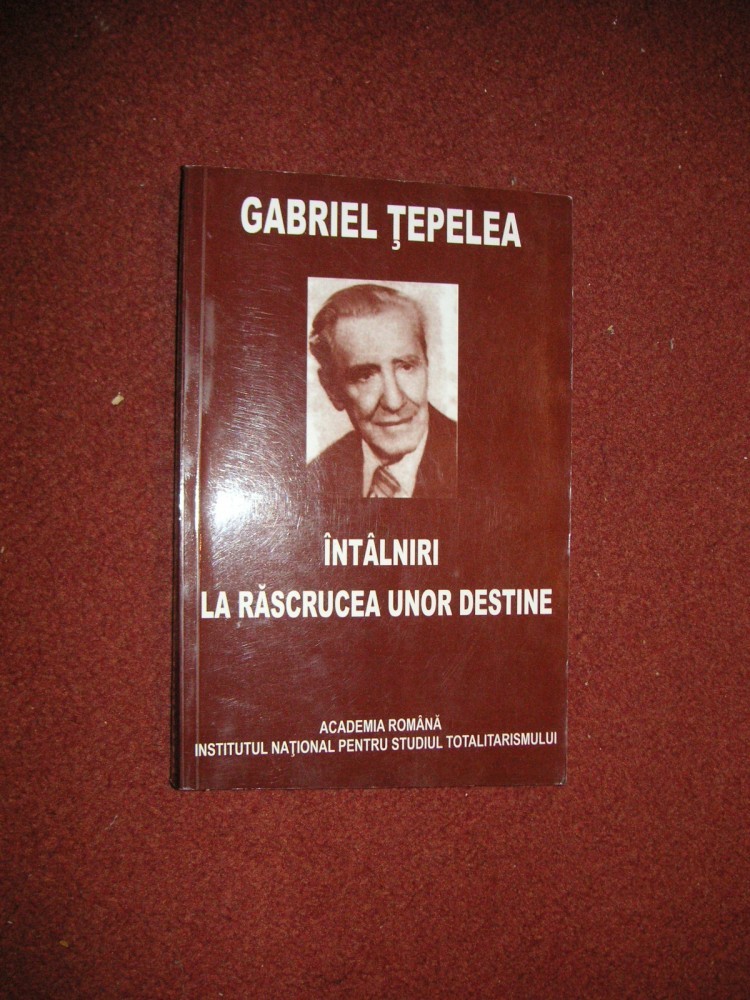 GABRIEL ŢEPELEA
ÎNTÂLNIRI
LA RĂSCRUCEA UNOR DESTINE
ACADEMIA ROMÂNĂ
INSTITUTUL NAŢIONAL PENTRU STUDIUL TOTALITARISMULUI